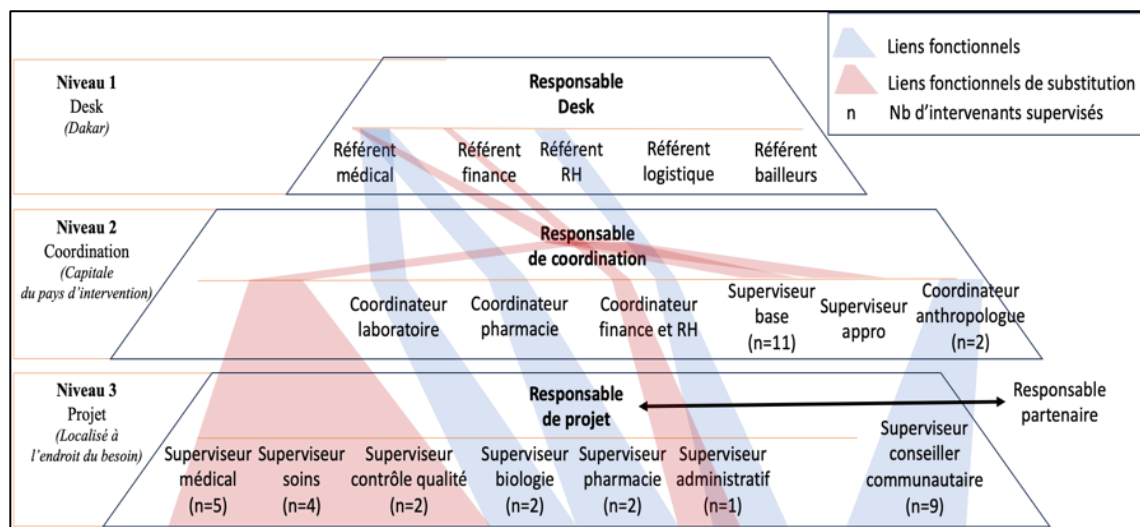 Liens fonctionnels
Liens fonctionnels de substitution
n Nb d’intervenants supervisés
Niveau 1
Desk
(Dakar)
Responsable
Desk
Référent
médical
Référent
finance
Référent
RH
Référent
logistique
Référent
bailleurs
Niveau 2
Coordination
(Capitale
du pays d’intervention)
Responsable
de coordination
Coordinateur
laboratoire
Coordinateur
pharmacie
Coordinateur
finance et RH
Superviseur
base
(n=11)
Superviseur
appro
Coordinateur
anthropologue
(n=2)
Niveau 3
Projet
(Localisé à
l’endroit du besoin)
Responsable
de projet
Responsable
partenaire
Superviseur
médical
(n=5)
Superviseur
soins
(n=4)
Superviseur
contrôle qualité
(n=2)
Superviseur
biologie
(n=2)
Superviseur
pharmacie
(n=2)
Superviseur
administratif
(n=1)
Superviseur
conseiller
communautaire
(n=9)